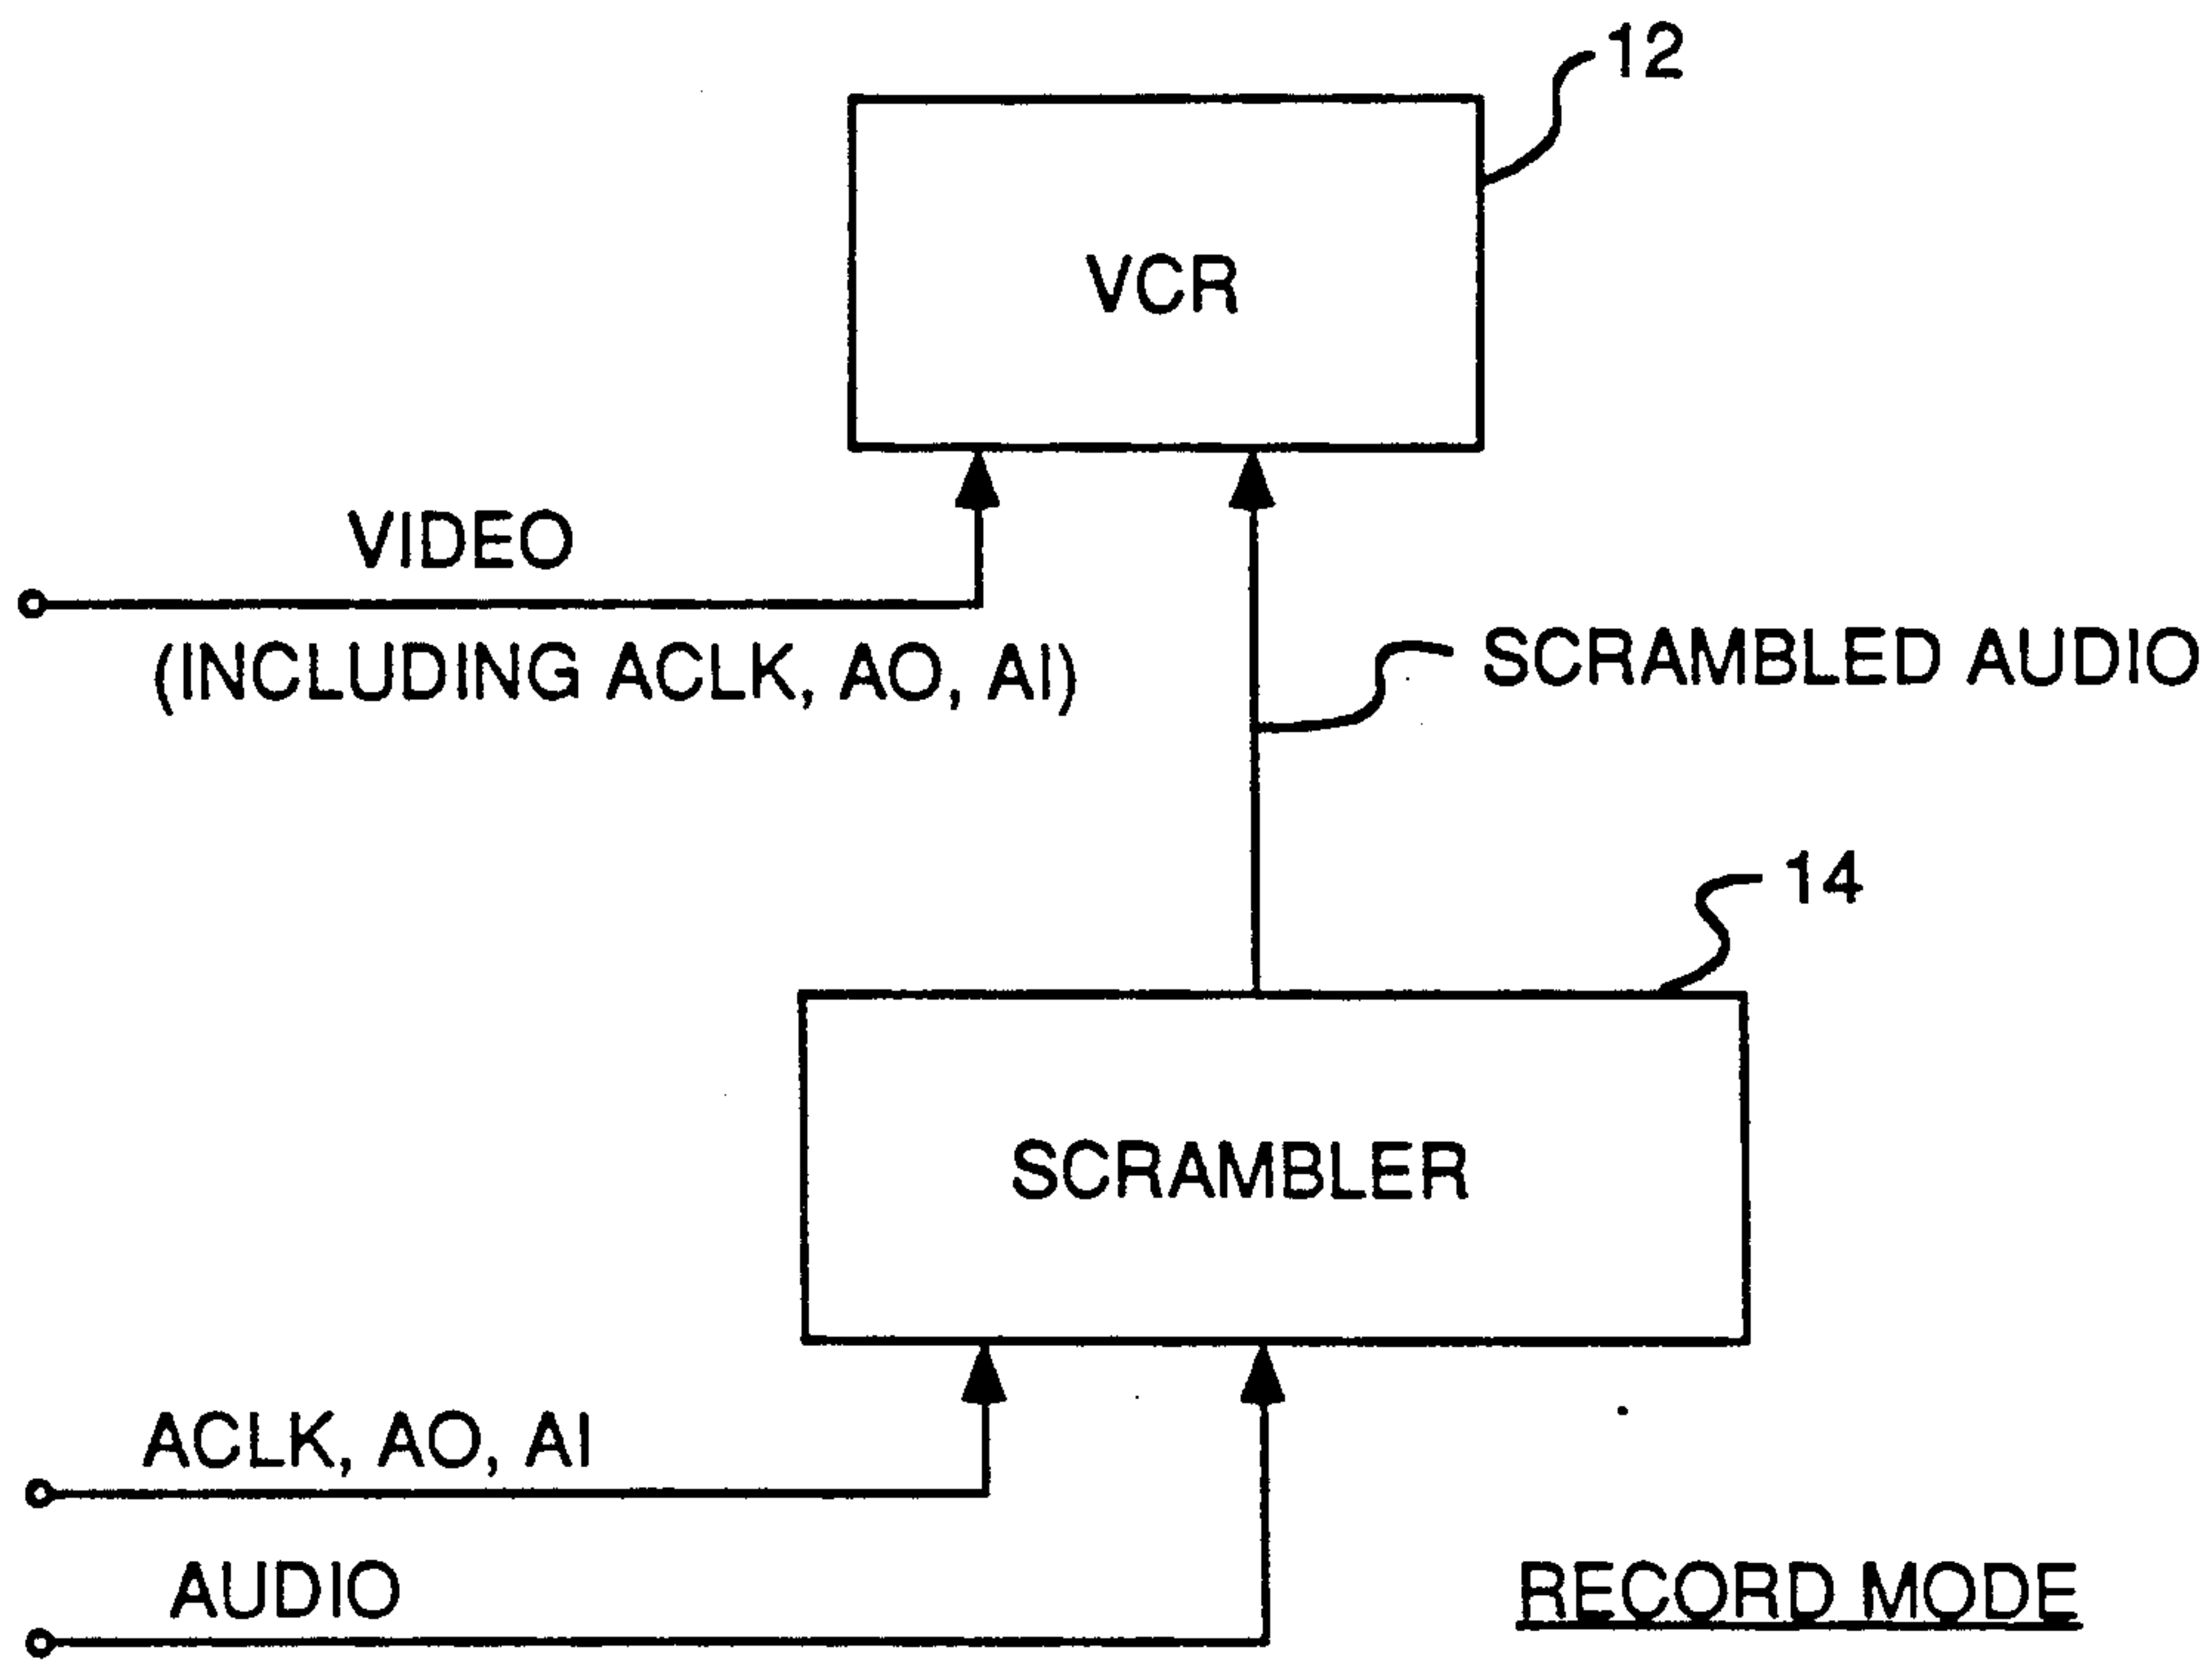 12
VCR
VIDEO
(INCLUDING ACLK, AO, AI)
SCRAMBLED AUDIO
14
SCRAMBLER
ACLK, AO, AI
AUDIO
RECORD MODE